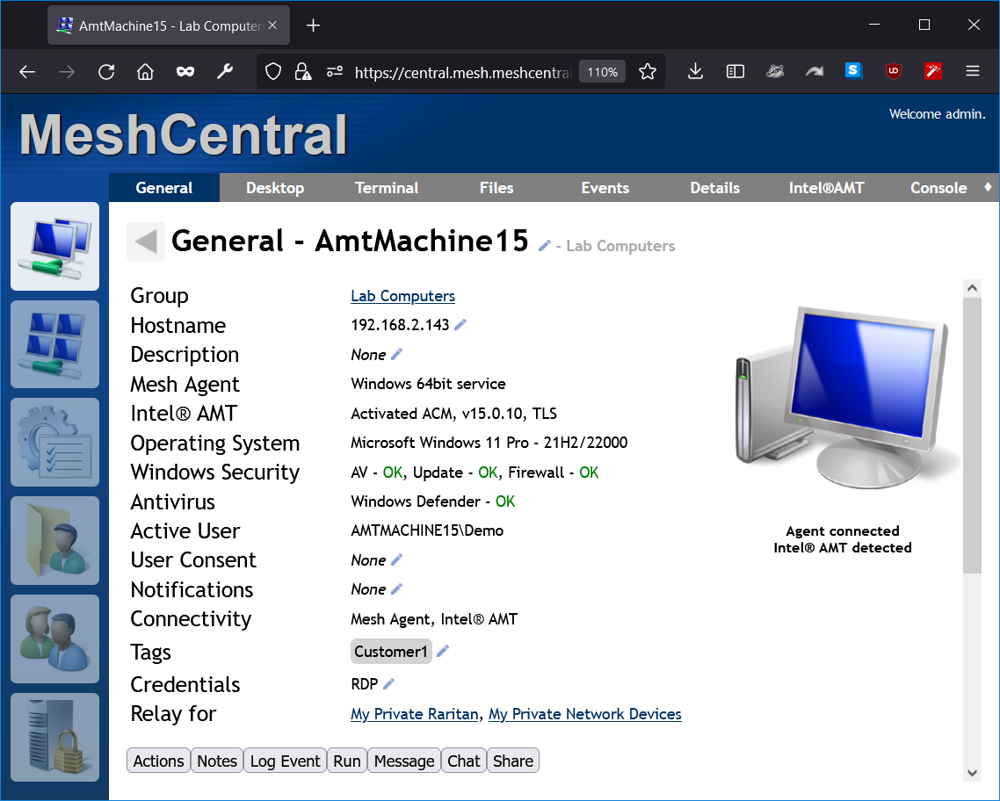 AmtMachine15 - Lab Computer
https://central.mesh.meshcentral
110%
S
UD
MeshCentral
Welcome admin.
General Desktop Terminal Files Events Details Intel®AMT Console
General - AmtMachine15 - Lab Computers
Group Lab Computers
Hostname 192.168.2.143
Description None
Mesh Agent Windows 64bit service
Intel® AMT Activated ACM, v15.0.10, TLS
Operating System Microsoft Windows 11 Pro - 21H2/22000
Windows Security AV - OK, Update - OK, Firewall - OK
Antivirus Windows Defender - OK
Active User AMTMACHINE15\Demo
User Consent None
Notifications None
Connectivity Mesh Agent, Intel® AMT
Tags Customer1
Credentials RDP
Relay for My Private Raritan, My Private Network Devices
Agent connected
Intel® AMT detected
Actions Notes Log Event Run Message Chat Share